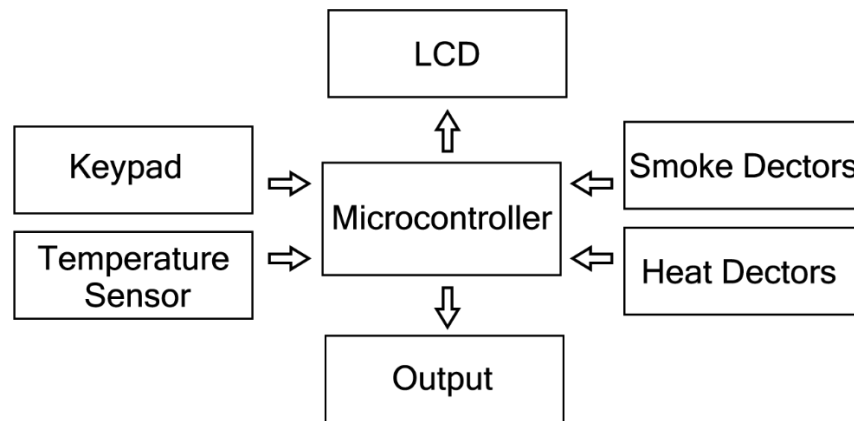 LCD
Keypad
Microcontroller
Smoke Dectors
Temperature
Sensor
Heat Dectors
Output